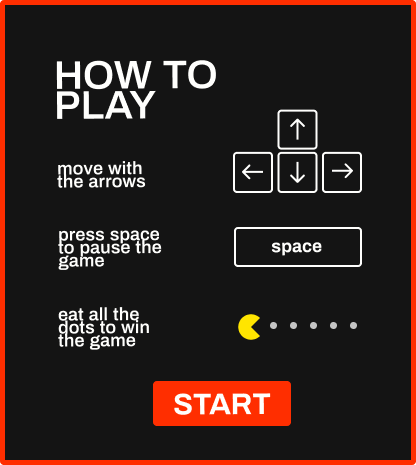 HOW TO
PLAY
move with
the arrows
press space
to pause the
game
space
eat all the
dots to win
the game
START